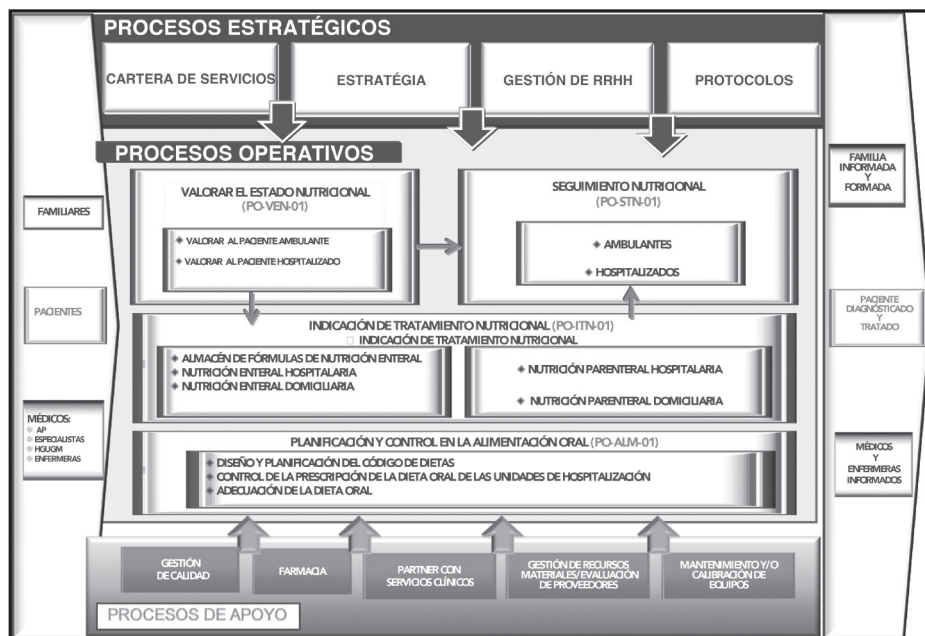 PROCESOS ESTRATÉGICOS
CARTERA DE SERVICIOS
ESTRATÉGIA
GESTIÓN DE RRHH
PROTOCOLOS
PROCESOS OPERATIVOS
FAMILIARES
PACIENTES
MÉDICOS:
AP
ESPECIALISTAS
HGUGM
ENFERMERAS
VALORAR EL ESTADO NUTRICIONAL
(PO-VEN-01)
VALORAR AL PACIENTE AMBULANTE
VALORAR AL PACIENTE HOSPITALIZADO
SEGUIMIENTO NUTRICIONAL
(PO-STN-01)
AMBULANTES
HOSPITALIZADOS
INDICACIÓN DE TRATAMIENTO NUTRICIONAL (PO-ITN-01)
INDICACIÓN DE TRATAMIENTO NUTRICIONAL
ALMACÉN DE FÓRMULAS DE NUTRICIÓN ENTERAL
NUTRICIÓN ENTERAL HOSPITALARIA
NUTRICIÓN ENTERAL DOMICILIARIA
NUTRICIÓN PARENTERAL HOSPITALARIA
NUTRICIÓN PARENTERAL DOMICILIARIA
PLANIFICACIÓN Y CONTROL EN LA ALIMENTACIÓN ORAL (PO-ALM-01)
DISEÑO Y PLANIFICACIÓN DEL CÓDIGO DE DIETAS
CONTROL DE LA PRESCRIPCIÓN DE LA DIETA ORAL DE LAS UNIDADES DE HOSPITALIZACIÓN
ADECUACIÓN DE LA DIETA ORAL
FAMILIA
INFORMADA
Y
FORMADA
PACIENTE
DIAGNÓSTICADO
Y
TRATADO
MÉDICOS
Y
ENFERMERAS
INFORMADOS
GESTIÓN
DE CALIDAD
FARMACIA
PARTNER CON
SERVICIOS CLÍNICOS
GESTIÓN DE RECURSOS
MATERIALES/EVALUACIÓN
DE PROVEEDORES
MANTENIMIENTO Y/O
CALIBRACIÓN DE
EQUIPOS
PROCESOS DE APOYO